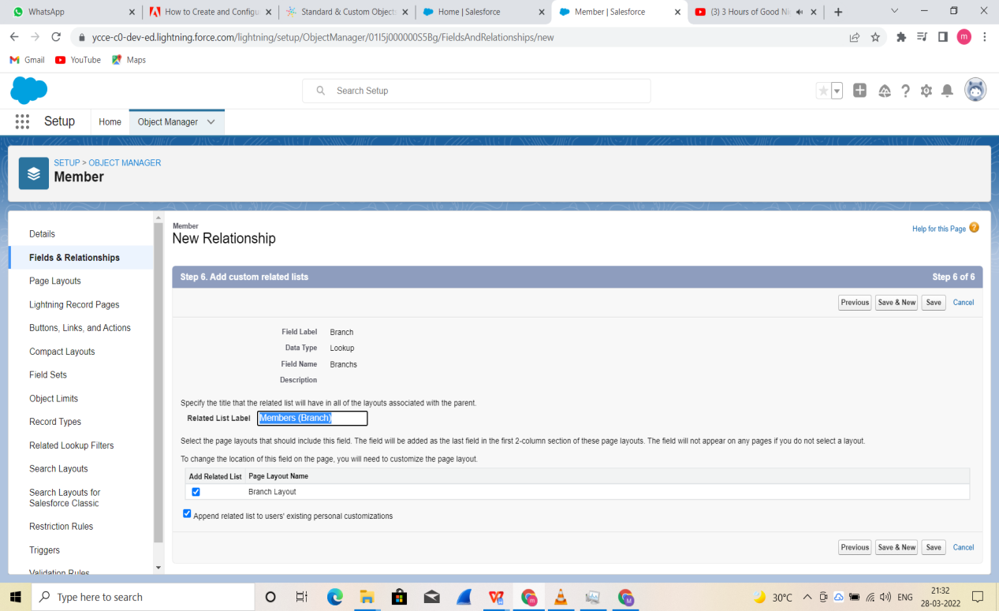 WhatsApp
How to Create and Configu
Standard & Custom Object
Home | Salesforce
Member | Salesforce
(3) 3 Hours of Good Ni
ycce-c0-dev-ed.lightning.force.com/lightning/setup/ObjectManager/01I5j000000S5Bg/FieldsAndRelationships/new
m
Gmail
YouTube
Maps
Search Setup
Setup
Home
Object Manager
SETUP > OBJECT MANAGER
Member
Details
Fields & Relationships
Page Layouts
Lightning Record Pages
Buttons, Links, and Actions
Compact Layouts
Field Sets
Object Limits
Record Types
Related Lookup Filters
Search Layouts
Search Layouts for
Salesforce Classic
Restriction Rules
Triggers
Validation Rules
Member
New Relationship
Help for this Page
Step 6. Add custom related lists
Step 6 of 6
Previous Save & New Save Cancel
Field Label Branch
Data Type Lookup
Field Name Branchs
Description
Specify the title that the related list will have in all of the layouts associated with the parent.
Related List Label Members (Branch)
Select the page layouts that should include this field. The field will be added as the last field in the first 2-column section of these page layouts. The field will not appear on any pages if you do not select a layout.
To change the location of this field on the page, you will need to customize the page layout.
Add Related List Page Layout Name
Branch Layout
Append related list to users' existing personal customizations
Previous Save & New Save Cancel
Type here to search
30°C
ENG
21:32
28-03-2022